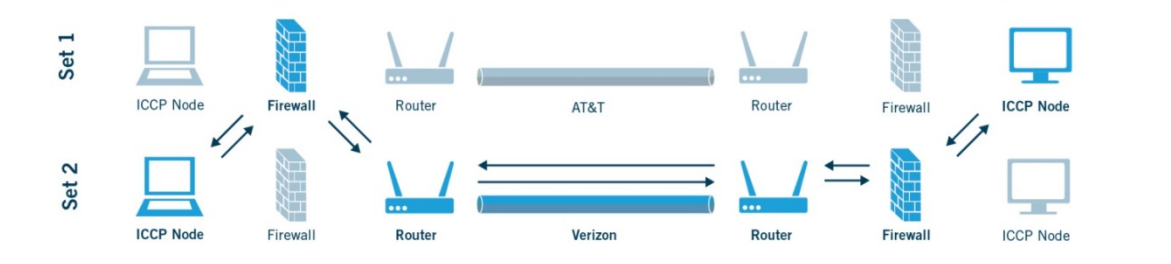 Set 1
ICCP Node
Firewall
Router
AT&T
Router
Firewall
ICCP Node
Set 2
ICCP Node
Firewall
Router
Verizon
Router
Firewall
ICCP Node